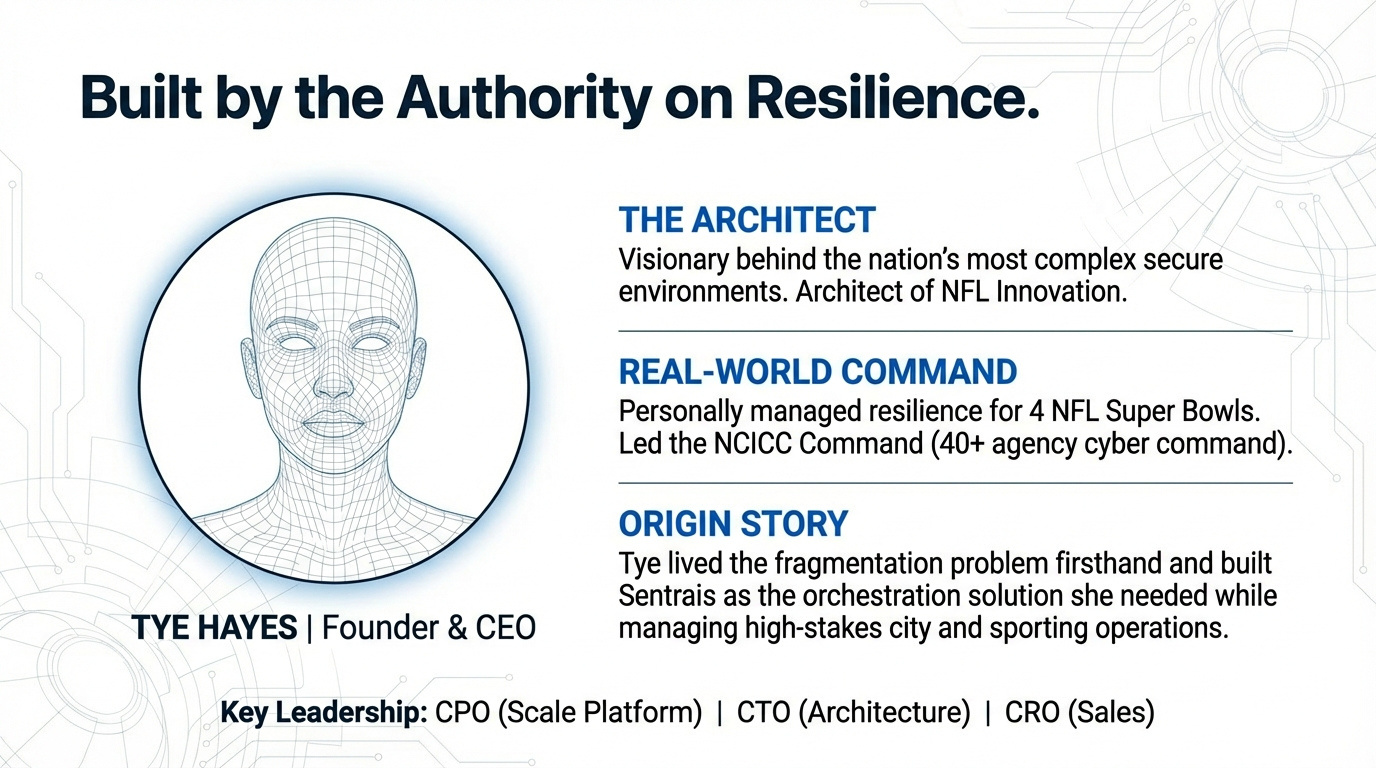 Built by the Authority on Resilience.
THE ARCHITECT
Visionary behind the nation’s most complex secure
environments. Architect of NFL Innovation.
REAL-WORLD COMMAND
Personally managed resilience for 4 NFL Super Bowls.
Led the NCICC Command (40+ agency cyber command).
ORIGIN STORY
Tye lived the fragmentation problem firsthand and built
Sentrais as the orchestration solution she needed while
managing high-stakes city and sporting operations.
TYE HAYES | Founder & CEO
Key Leadership: CPO (Scale Platform) | CTO (Architecture) | CRO (Sales)